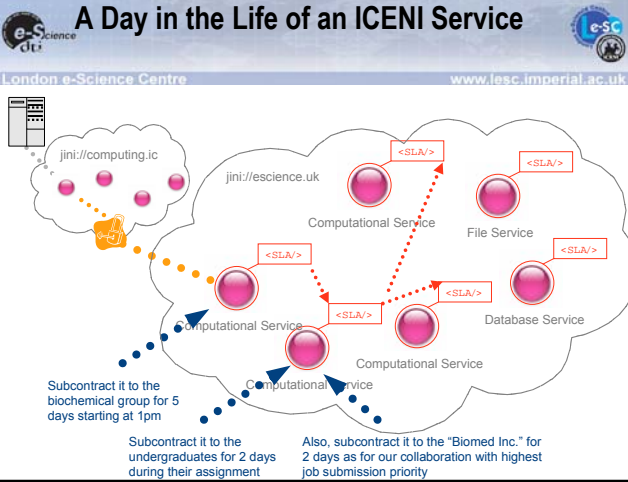 A Day in the Life of an ICENI Service
e-Science
dti
e-SC
London e-Science Centre
www.lesc.imperial.ac.uk
jini://computing.ic
jini://escience.uk
<SLA/>
Computational Service
<SLA/>
File Service
<SLA/>
Computational Service
<SLA/>
Computational Service
<SLA/>
Computational Service
<SLA/>
Database Service
Subcontract it to the
biochemical group for 5
days starting at 1pm
Subcontract it to the
undergraduates for 2 days
during their assignment
Also, subcontract it to the "Biomed Inc." for
2 days as for our collaboration with highest
job submission priority